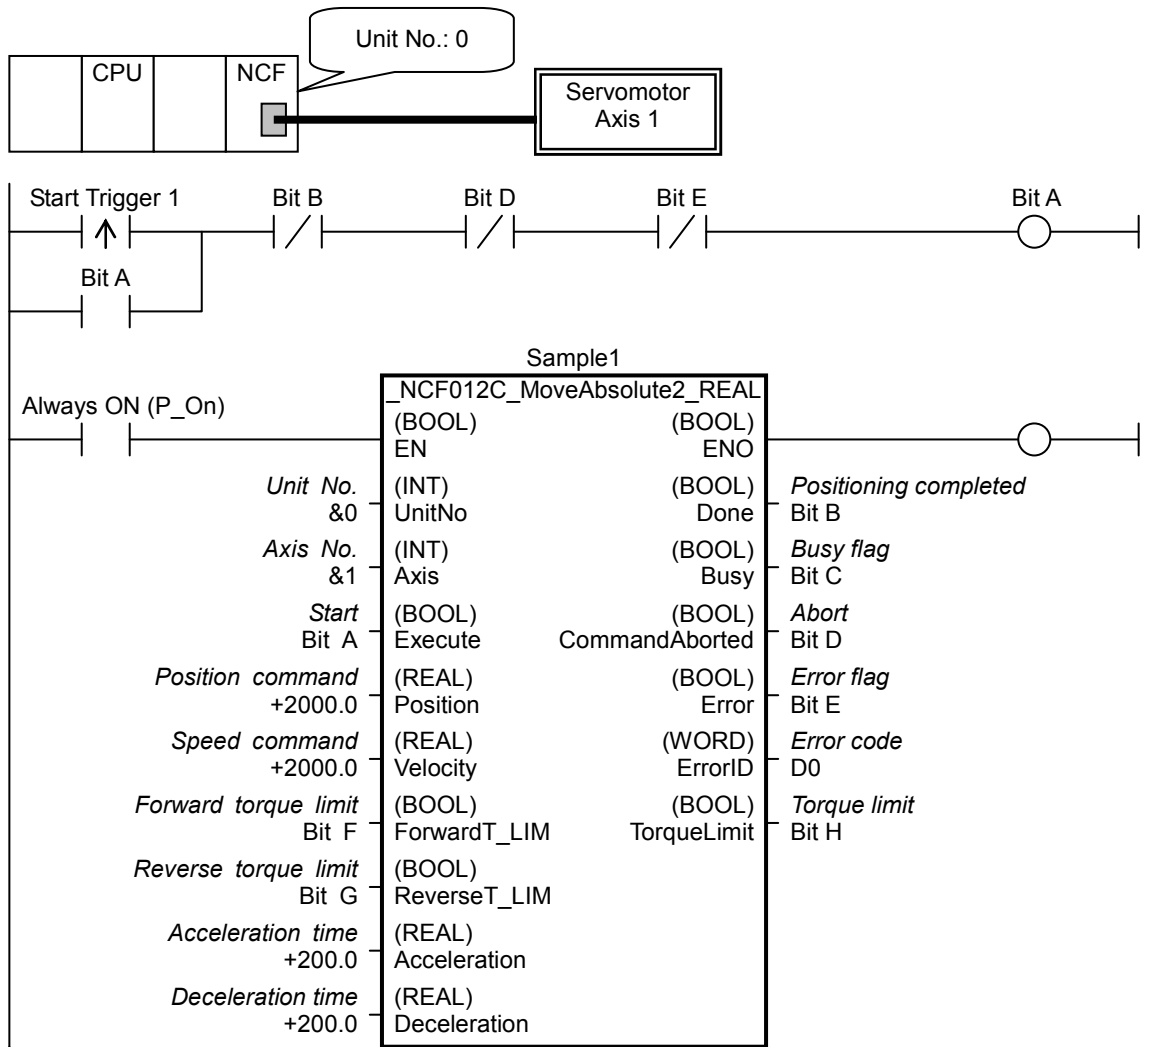 Unit No.: 0
CPU NCF
Servomotor
Axis 1
Start Trigger 1 Bit B Bit D Bit E Bit A
Bit A
Sample1
_NCF012C_MoveAbsolute2_REAL
Always ON (P_On)
(BOOL) (BOOL)
EN ENO
Unit No. (INT) (BOOL) Positioning completed
&0 UnitNo Done Bit B
Axis No. (INT) (BOOL) Busy flag
&1 Axis Busy Bit C
Start (BOOL) (BOOL) Abort
Bit A Execute CommandAborted Bit D
Position command (REAL) (BOOL) Error flag
+2000.0 Position Error Bit E
Speed command (REAL) (WORD) Error code
+2000.0 Velocity ErrorID D0
Forward torque limit (BOOL) (BOOL) Torque limit
Bit F ForwardT_LIM TorqueLimit Bit H
Reverse torque limit (BOOL)
Bit G ReverseT_LIM
Acceleration time (REAL)
+200.0 Acceleration
Deceleration time (REAL)
+200.0 Deceleration